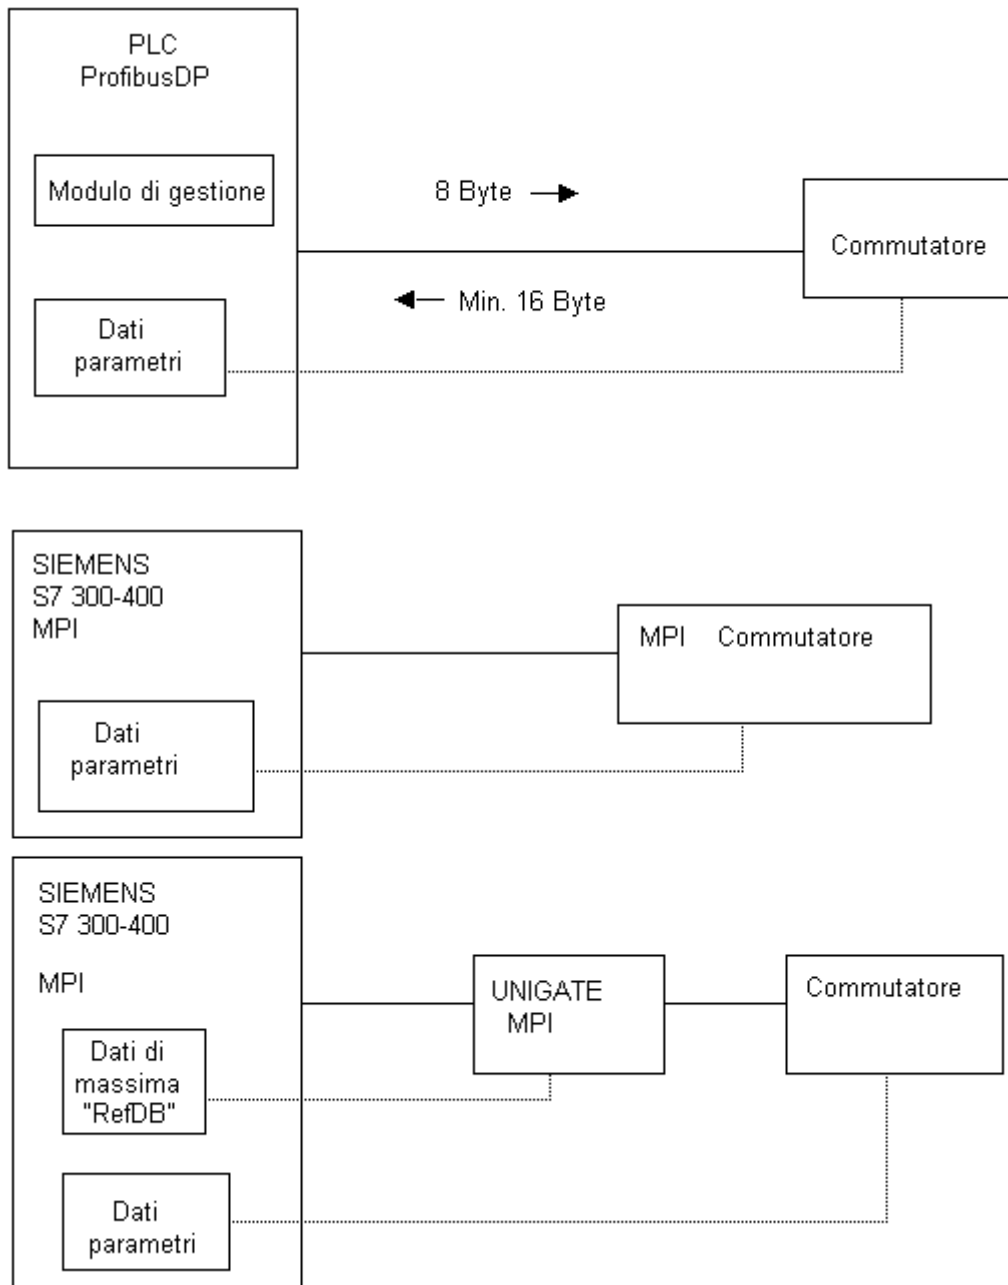 PLC
ProfibusDP
Modulo di gestione
8 Byte
Commutatore
Min. 16 Byte
Dati
parametri
SIEMENS
S7 300-400
MPI
MPI Commutatore
Dati
parametri
SIEMENS
S7 300-400
MPI
UNIGATE
MPI
Commutatore
Dati di
massima
"RefDB"
Dati
parametri